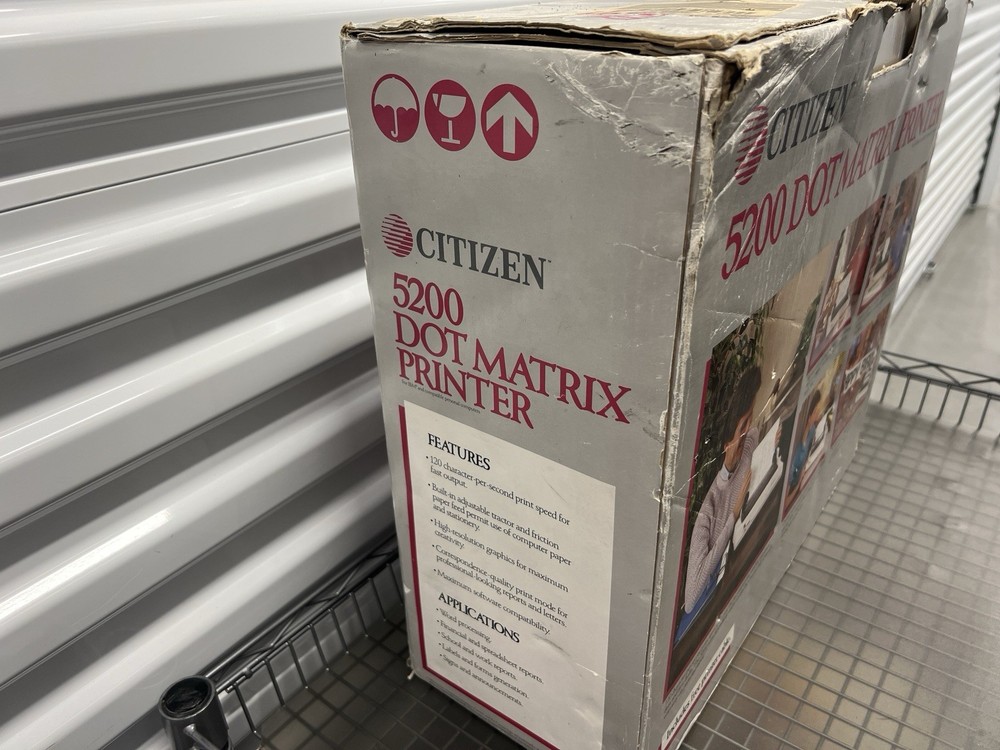 CITIZEN™
5200
DOT MATRIX
PRINTER
FEATURES
• 120 character-per-second print speed for
fast output.
• Built-in adjustable tractor and friction
paper feed permit use of computer paper
and stationery.
• High-resolution graphics for maximum
creativity.
• Correspondence-quality print mode for
professional-looking reports and letters.
• Maximum software compatibility.
APPLICATIONS
• Word processing.
• Financial and spreadsheet reports.
• School and work reports.
• Labels and forms generation.
• Signs and announcements.
CITIZEN
5200 DOT MATRIX PRINTER